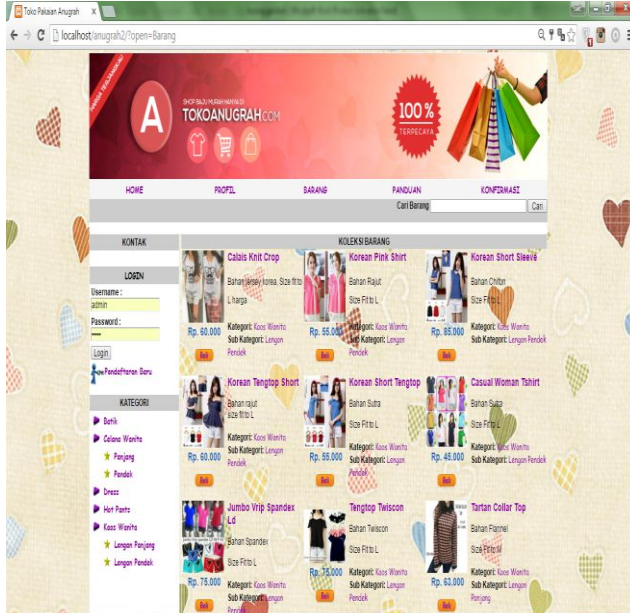 Toko Pakaian Anugrah
localhost/anugrah2/?open=Barang
HARGA TERJANGKAU
A
SHOP BAJU MURAH HANYA DI
TOKOANUGRAH.COM
100 %
TERPECAYA
HOME PROFIL BARANG PANDUAN KONFIRMASI
Cari Barang Cari
KONTAK
LOGIN
Username :
admin
Password :
Login
Pendaftaran Baru
KATEGORI
Batik
Celana Wanita
Panjang
Pendek
Dress
Hot Pants
Kaos Wanita
Lengan Panjang
Lengan Pendek
KOLEKSI BARANG
Calais Knit Crop
Bahan jersey korea, Size fit to
L harga
Rp. 60.000
Kategori: Kaos Wanita
Sub Kategori: Lengan
Pendek
Beli
Korean Pink Shirt
Bahan Rajut
Size Fit to L
Rp. 55.000
Kategori: Kaos Wanita
Sub Kategori: Lengan
Pendek
Beli
Korean Short Sleeve
Bahan Chifon
Size Fit to L
Rp. 85.000
Kategori: Kaos Wanita
Sub Kategori: Lengan Pendek
Beli
Korean Tengtop Short
Bahan rajut
size fit to L
Rp. 60.000
Kategori: Kaos Wanita
Sub Kategori: Lengan
Pendek
Beli
Korean Short Tengtop
Bahan Sutra
Size Fit to L
Rp. 55.000
Kategori: Kaos Wanita
Sub Kategori: Lengan
Pendek
Beli
Casual Woman Tshirt
Bahan Sutra
Size Fit to L
Rp. 45.000
Kategori: Kaos Wanita
Sub Kategori: Lengan Pendek
Beli
Jumbo Vrip Spandex
Ld
Bahan Spandex
Size Fit to L
Rp. 75.000
Kategori: Kaos Wanita
Sub Kategori: Lengan
Pendek
Beli
Tengtop Twiscon
Bahan Twiscon
Size Fit to L
Rp. 75.000
Kategori: Kaos Wanita
Sub Kategori: Lengan
Pendek
Beli
Tartan Collar Top
Bahan Flannel
Size Fit to M
Rp. 63.000
Kategori: Kaos Wanita
Sub Kategori: Lengan
Panjang
Beli